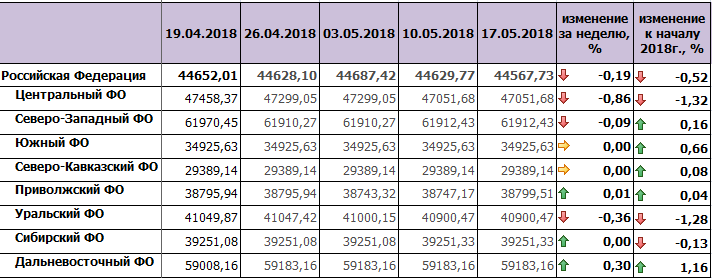 19.04.2018 26.04.2018 03.05.2018 10.05.2018 17.05.2018 изменение за неделю, % изменение к началу 2018г., %
Российская Федерация 44652,01 44628,10 44687,42 44629,77 44567,73 -0,19 -0,52
Центральный ФО 47458,37 47299,05 47299,05 47051,68 47051,68 -0,86 -1,32
Северо-Западный ФО 61970,45 61910,27 61910,27 61912,43 61912,43 -0,09 0,16
Южный ФО 34925,63 34925,63 34925,63 34925,63 34925,63 0,00 0,66
Северо-Кавказский ФО 29389,14 29389,14 29389,14 29389,14 29389,14 0,00 0,08
Приволжский ФО 38795,94 38795,94 38743,32 38747,17 38799,51 0,01 0,04
Уральский ФО 41049,87 41047,42 41000,15 40900,47 40900,47 -0,36 -1,28
Сибирский ФО 39251,08 39251,08 39251,08 39251,33 39251,33 0,00 -0,13
Дальневосточный ФО 59008,16 59183,16 59183,16 59183,16 59183,16 0,30 1,16